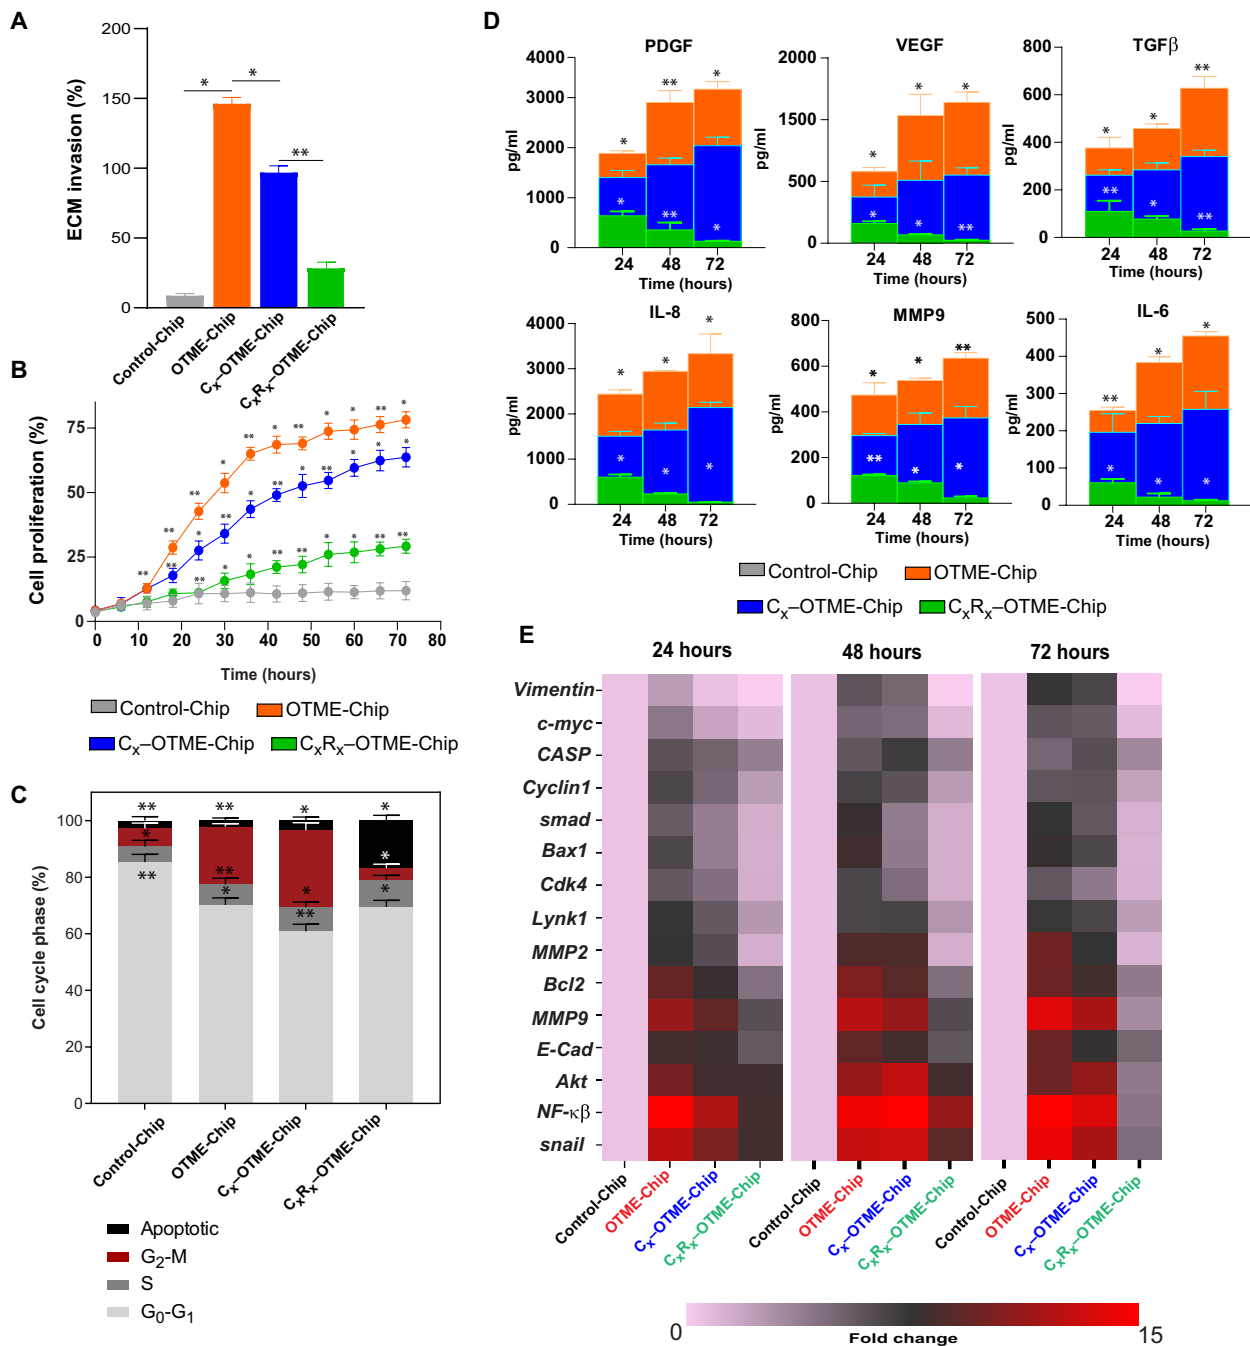 A
ECM invasion (%)
200
150
100
50
0
* * **
Control-Chip
OTME-Chip
Cₓ–OTME-Chip
CₓRₓ–OTME-Chip
B
Cell proliferation (%)
75
50
25
0
0 10 20 30 40 50 60 70 80
Time (hours)
Control-Chip OTME-Chip
Cₓ–OTME-Chip CₓRₓ–OTME-Chip
C
Cell cycle phase (%)
100
80
60
40
20
0
Control-Chip
OTME-Chip
Cₓ–OTME-Chip
CₓRₓ–OTME-Chip
Apoptotic
G₂-M
S
G₀-G₁
D
PDGF
pg/ml
4000
3000
2000
1000
0
24 48 72
Time (hours)
VEGF
pg/ml
2000
1500
1000
500
0
24 48 72
Time (hours)
TGFβ
pg/ml
800
600
400
200
0
24 48 72
Time (hours)
IL-8
pg/ml
4000
3000
2000
1000
0
24 48 72
Time (hours)
MMP9
pg/ml
800
600
400
200
0
24 48 72
Time (hours)
IL-6
pg/ml
500
400
300
200
100
0
24 48 72
Time (hours)
Control-Chip OTME-Chip
Cₓ–OTME-Chip CₓRₓ–OTME-Chip
E
24 hours 48 hours 72 hours
Vimentin
c-myc
CASP
Cyclin1
smad
Bax1
Cdk4
Lynk1
MMP2
Bcl2
MMP9
E-Cad
Akt
NF-κβ
snail
Control-Chip
OTME-Chip
Cₓ–OTME-Chip
CₓRₓ–OTME-Chip
Control-Chip
OTME-Chip
Cₓ–OTME-Chip
CₓRₓ–OTME-Chip
Control-Chip
OTME-Chip
Cₓ–OTME-Chip
CₓRₓ–OTME-Chip
0 Fold change 15